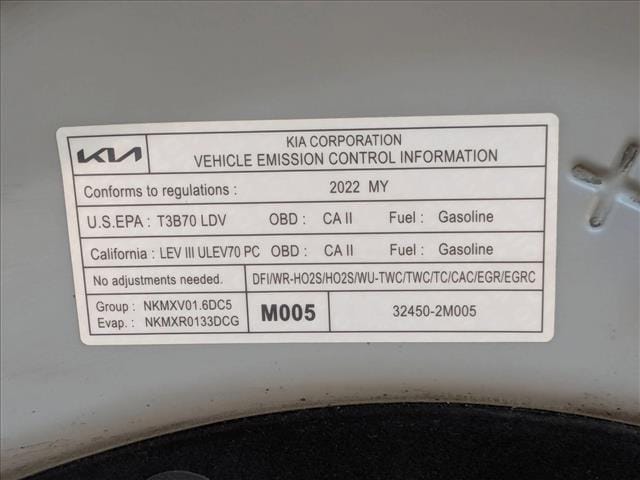 KIA KIA CORPORATION
VEHICLE EMISSION CONTROL INFORMATION
Conforms to regulations : 2022 MY
U.S.EPA : T3B70 LDV OBD : CA II Fuel : Gasoline
California : LEV III ULEV70 PC OBD : CA II Fuel : Gasoline
No adjustments needed. DFI/WR-HO2S/HO2S/WU-TWC/TWC/TC/CAC/EGR/EGRC
Group : NKMXV01.6DC5 M005 32450-2M005
Evap. : NKMXR0133DCG